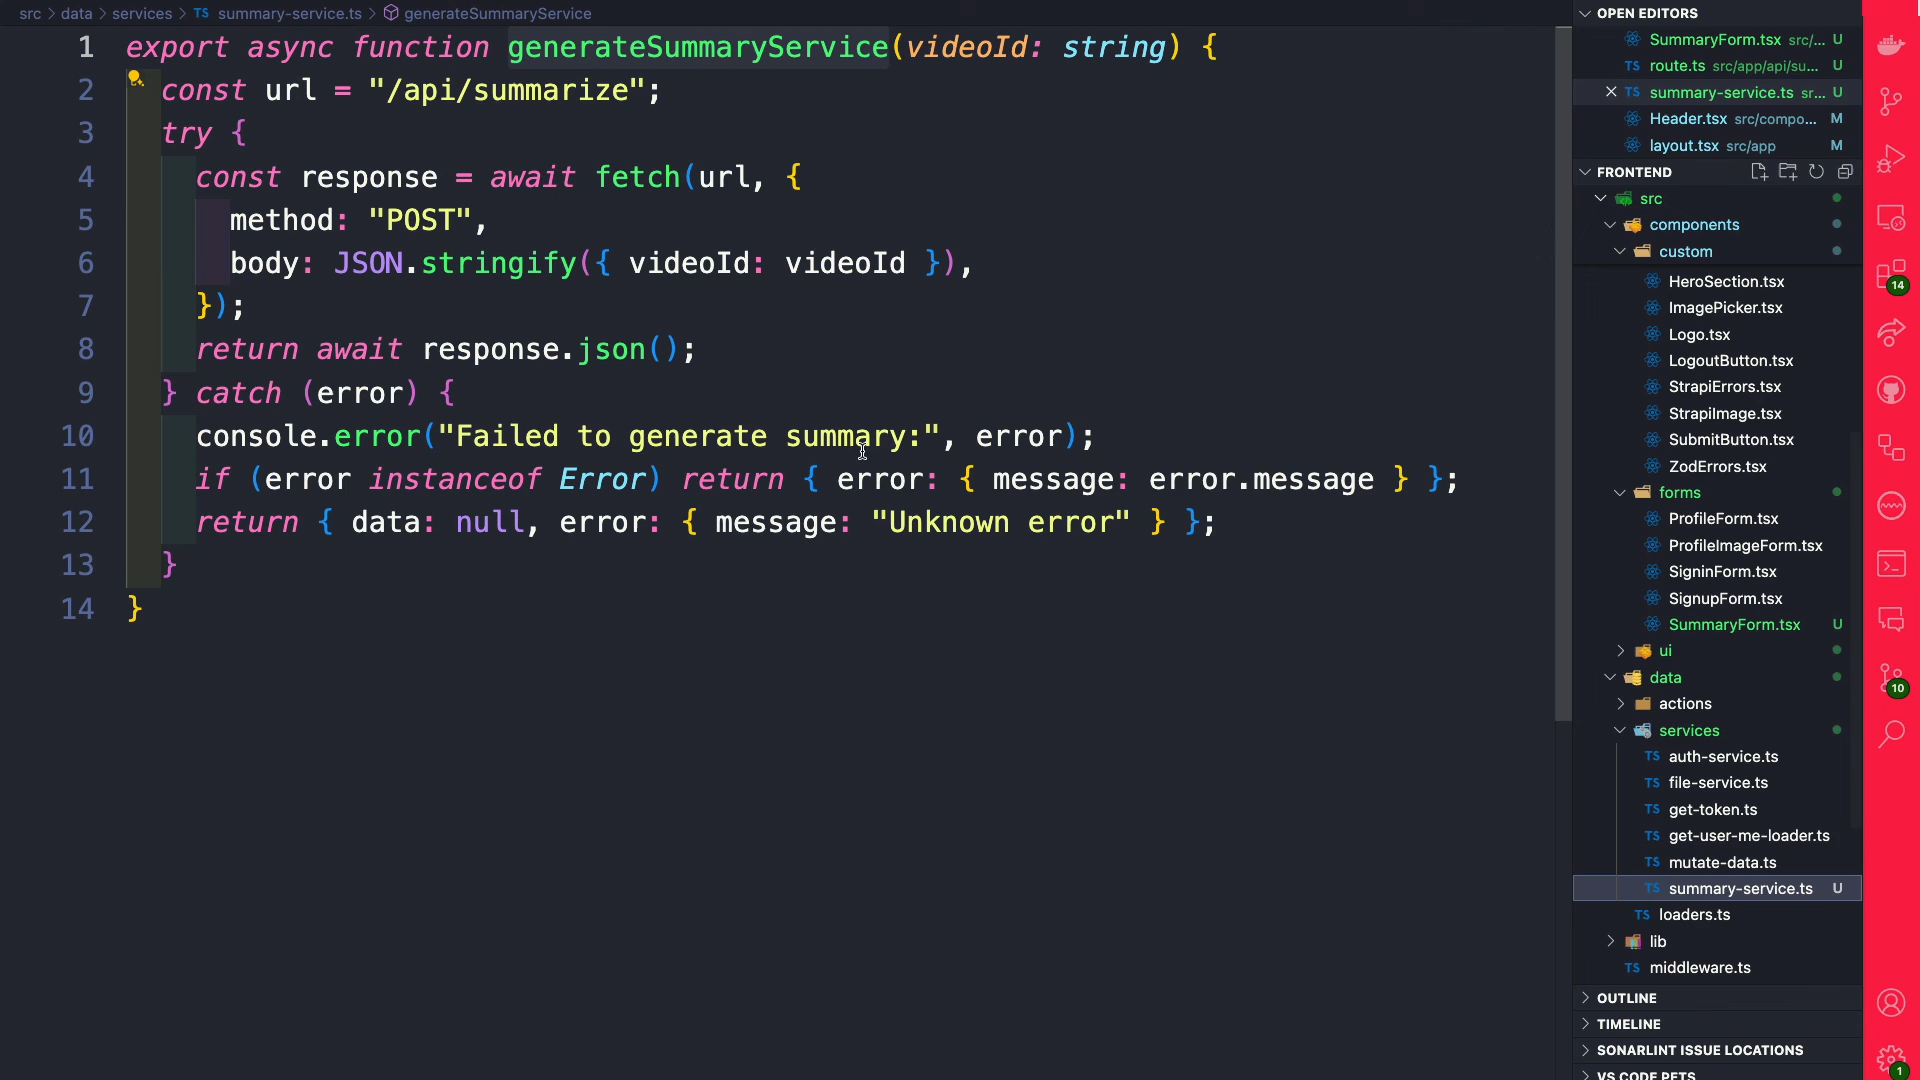 src > data > services > TS summary-service.ts > generateSummaryService
1 export async function generateSummaryService(videoId: string) {
2 const url = "/api/summarize";
3 try {
4 const response = await fetch(url, {
5 method: "POST",
6 body: JSON.stringify({ videoId: videoId }),
7 });
8 return await response.json();
9 } catch (error) {
10 console.error("Failed to generate summary:", error);
11 if (error instanceof Error) return { error: { message: error.message } };
12 return { data: null, error: { message: "Unknown error" } };
13 }
14 }
OPEN EDITORS
SummaryForm.tsx src/... U
TS route.ts src/app/api/su... U
TS summary-service.ts sr... U
Header.tsx src/compo... M
layout.tsx src/app M
FRONTEND
src
components
custom
HeroSection.tsx
ImagePicker.tsx
Logo.tsx
LogoutButton.tsx
StrapiErrors.tsx
StrapiImage.tsx
SubmitButton.tsx
ZodErrors.tsx
forms
ProfileForm.tsx
ProfileImageForm.tsx
SigninForm.tsx
SignupForm.tsx
SummaryForm.tsx U
ui
data
actions
services
TS auth-service.ts
TS file-service.ts
TS get-token.ts
TS get-user-me-loader.ts
TS mutate-data.ts
TS summary-service.ts U
TS loaders.ts
lib
TS middleware.ts
OUTLINE
TIMELINE
SONARLINT ISSUE LOCATIONS
VS CODE PETS
14
10
1